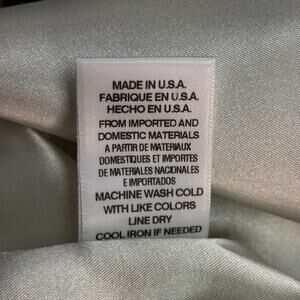 MADE IN U.S.A.
FABRIQUE EN U.S.A.
HECHO EN U.S.A.
FROM IMPORTED AND
DOMESTIC MATERIALS
A PARTIR DE MATERIAUX
DOMESTIQUES ET IMPORTES
DE MATERIALES NACIONALES
E IMPORTADOS
MACHINE WASH COLD
WITH LIKE COLORS
LINE DRY
COOL IRON IF NEEDED